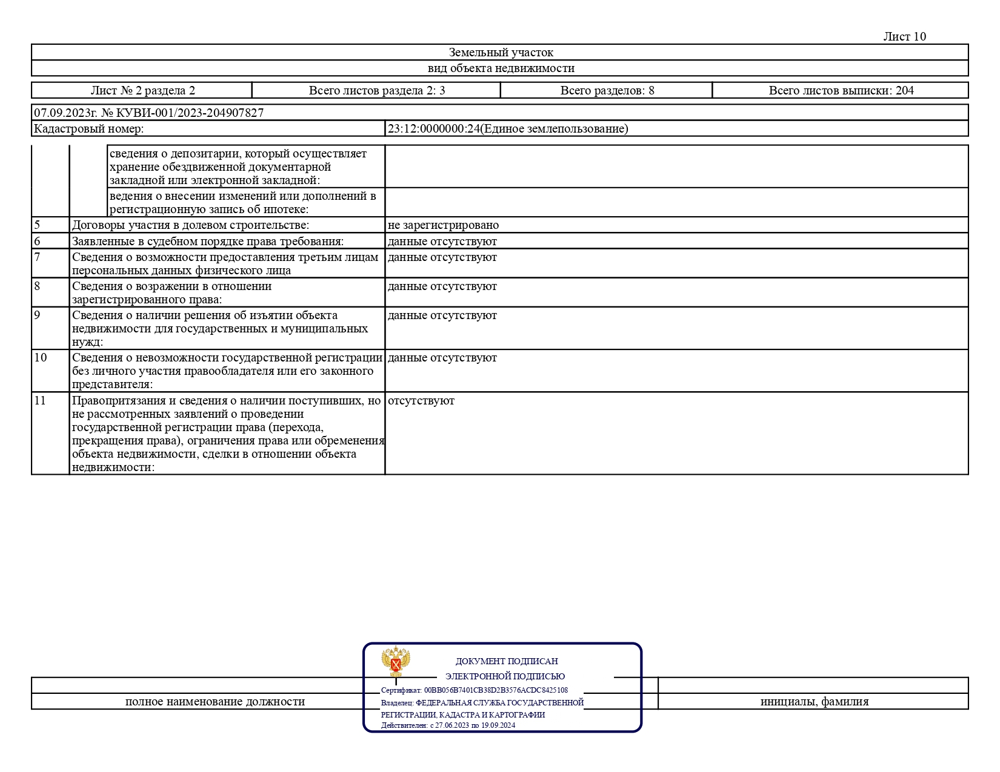 Лист 10
Земельный участок
вид объекта недвижимости
Лист № 2 раздела 2 Всего листов раздела 2: 3 Всего разделов: 8 Всего листов выписки: 204
07.09.2023г. № КУВИ-001/2023-204907827
Кадастровый номер: 23:12:0000000:24(Единое землепользование)
сведения о депозитарии, который осуществляет
хранение обездвиженной документарной
закладной или электронной закладной:
ведения о внесении изменений или дополнений в
регистрационную запись об ипотеке:
5 Договоры участия в долевом строительстве: не зарегистрировано
6 Заявленные в судебном порядке права требования: данные отсутствуют
7 Сведения о возможности предоставления третьим лицам данные отсутствуют
персональных данных физического лица
8 Сведения о возражении в отношении данные отсутствуют
зарегистрированного права:
9 Сведения о наличии решения об изъятии объекта данные отсутствуют
недвижимости для государственных и муниципальных
нужд:
10 Сведения о невозможности государственной регистрации данные отсутствуют
без личного участия правообладателя или его законного
представителя:
11 Правопритязания и сведения о наличии поступивших, но отсутствуют
не рассмотренных заявлений о проведении
государственной регистрации права (перехода,
прекращения права), ограничения права или обременения
объекта недвижимости, сделки в отношении объекта
недвижимости:
ДОКУМЕНТ ПОДПИСАН
ЭЛЕКТРОННОЙ ПОДПИСЬЮ
Сертификат: 00BB056B7401CB38D2B3576ACDC8425108
Владелец: ФЕДЕРАЛЬНАЯ СЛУЖБА ГОСУДАРСТВЕННОЙ
РЕГИСТРАЦИИ, КАДАСТРА И КАРТОГРАФИИ
Действителен: с 27.06.2023 по 19.09.2024
полное наименование должности инициалы, фамилия